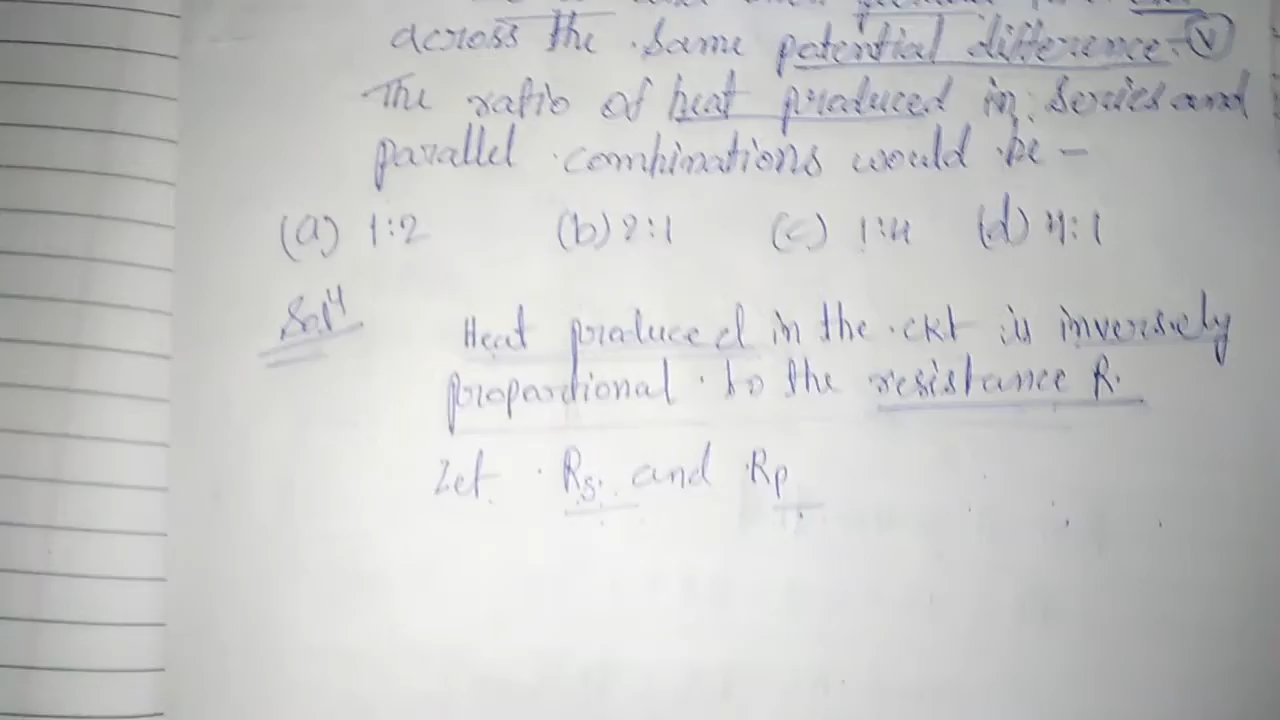 across the same potential difference. (V)
The ratio of heat produced in series and
parallel combinations would be -
(a) 1:2 (b) 2:1 (c) 1:4 (d) 4:1
Solⁿ Heat produced in the ckt is inversely
proportional to the resistance R.
Let Rs and Rp